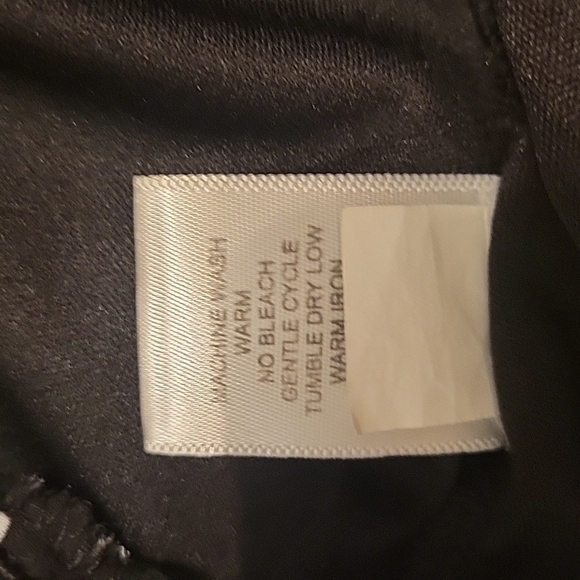 MACHINE WASH
WARM
NO BLEACH
GENTLE CYCLE
TUMBLE DRY LOW
WARM IRON